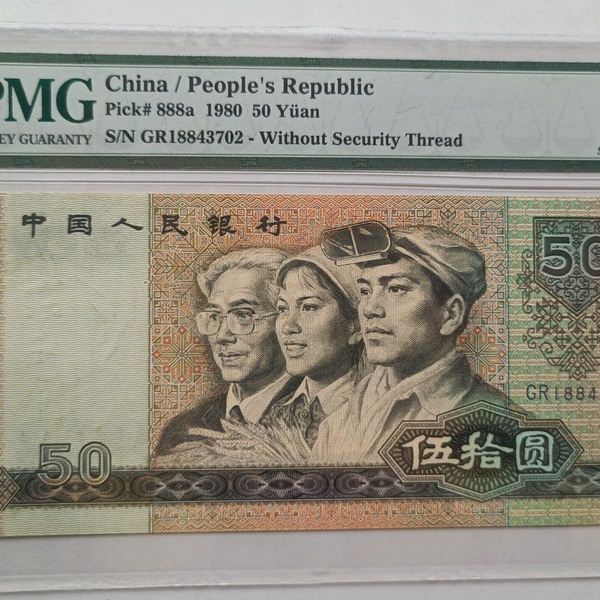 PMG China / People's Republic
Pick# 888a 1980 50 Yüan
EY GUARANTY S/N GR18843702 - Without Security Thread
中国人民银行
50
GR1884
50 伍拾圆